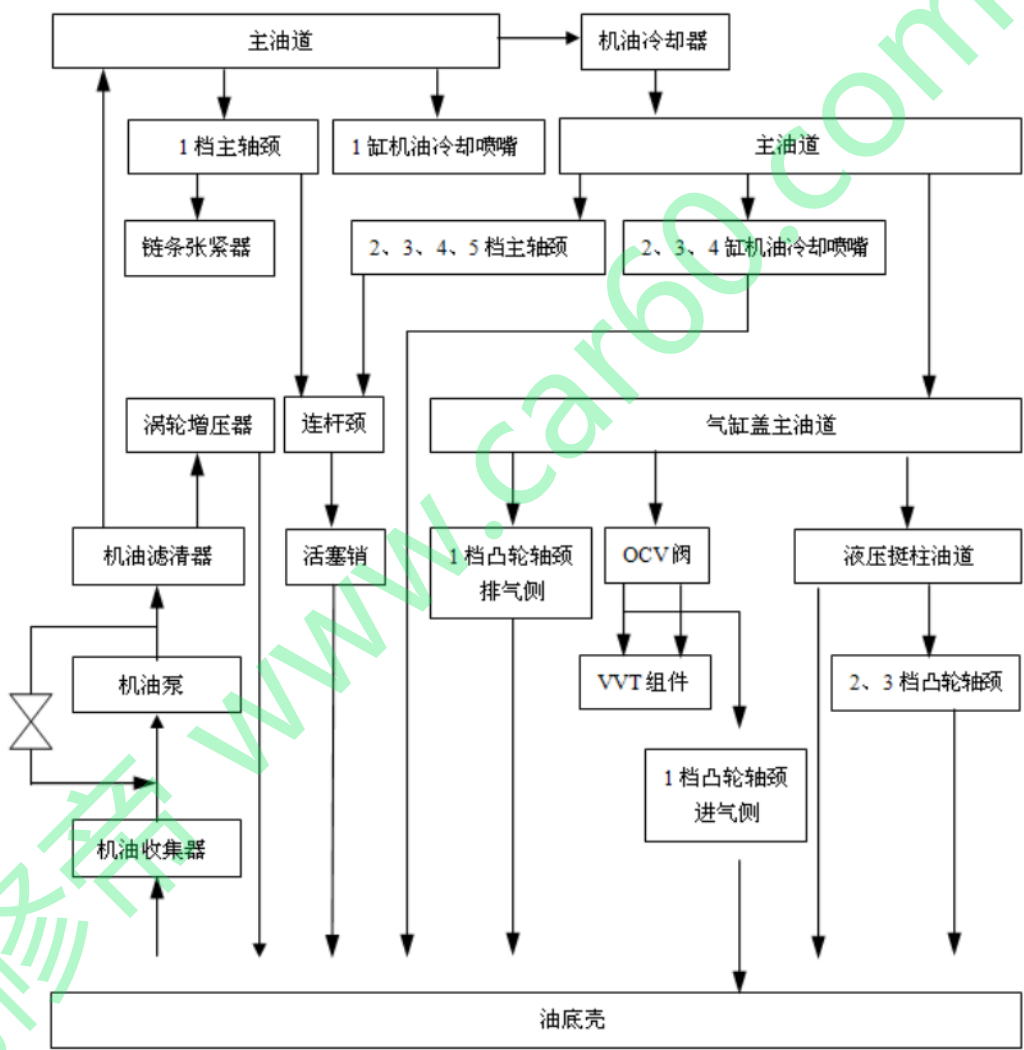 主油道
机油冷却器
1 档主轴颈
1 缸机油冷却喷嘴
主油道
链条张紧器
2、3、4、5 档主轴颈
2、3、4 缸机油冷却喷嘴
涡轮增压器
连杆颈
气缸盖主油道
机油滤清器
活塞销
1 档凸轮轴颈
排气侧
OCV 阀
液压挺柱油道
机油泵
VVT 组件
2、3 档凸轮轴颈
1 档凸轮轴颈
进气侧
机油收集器
油底壳
修帝 www.car60.com